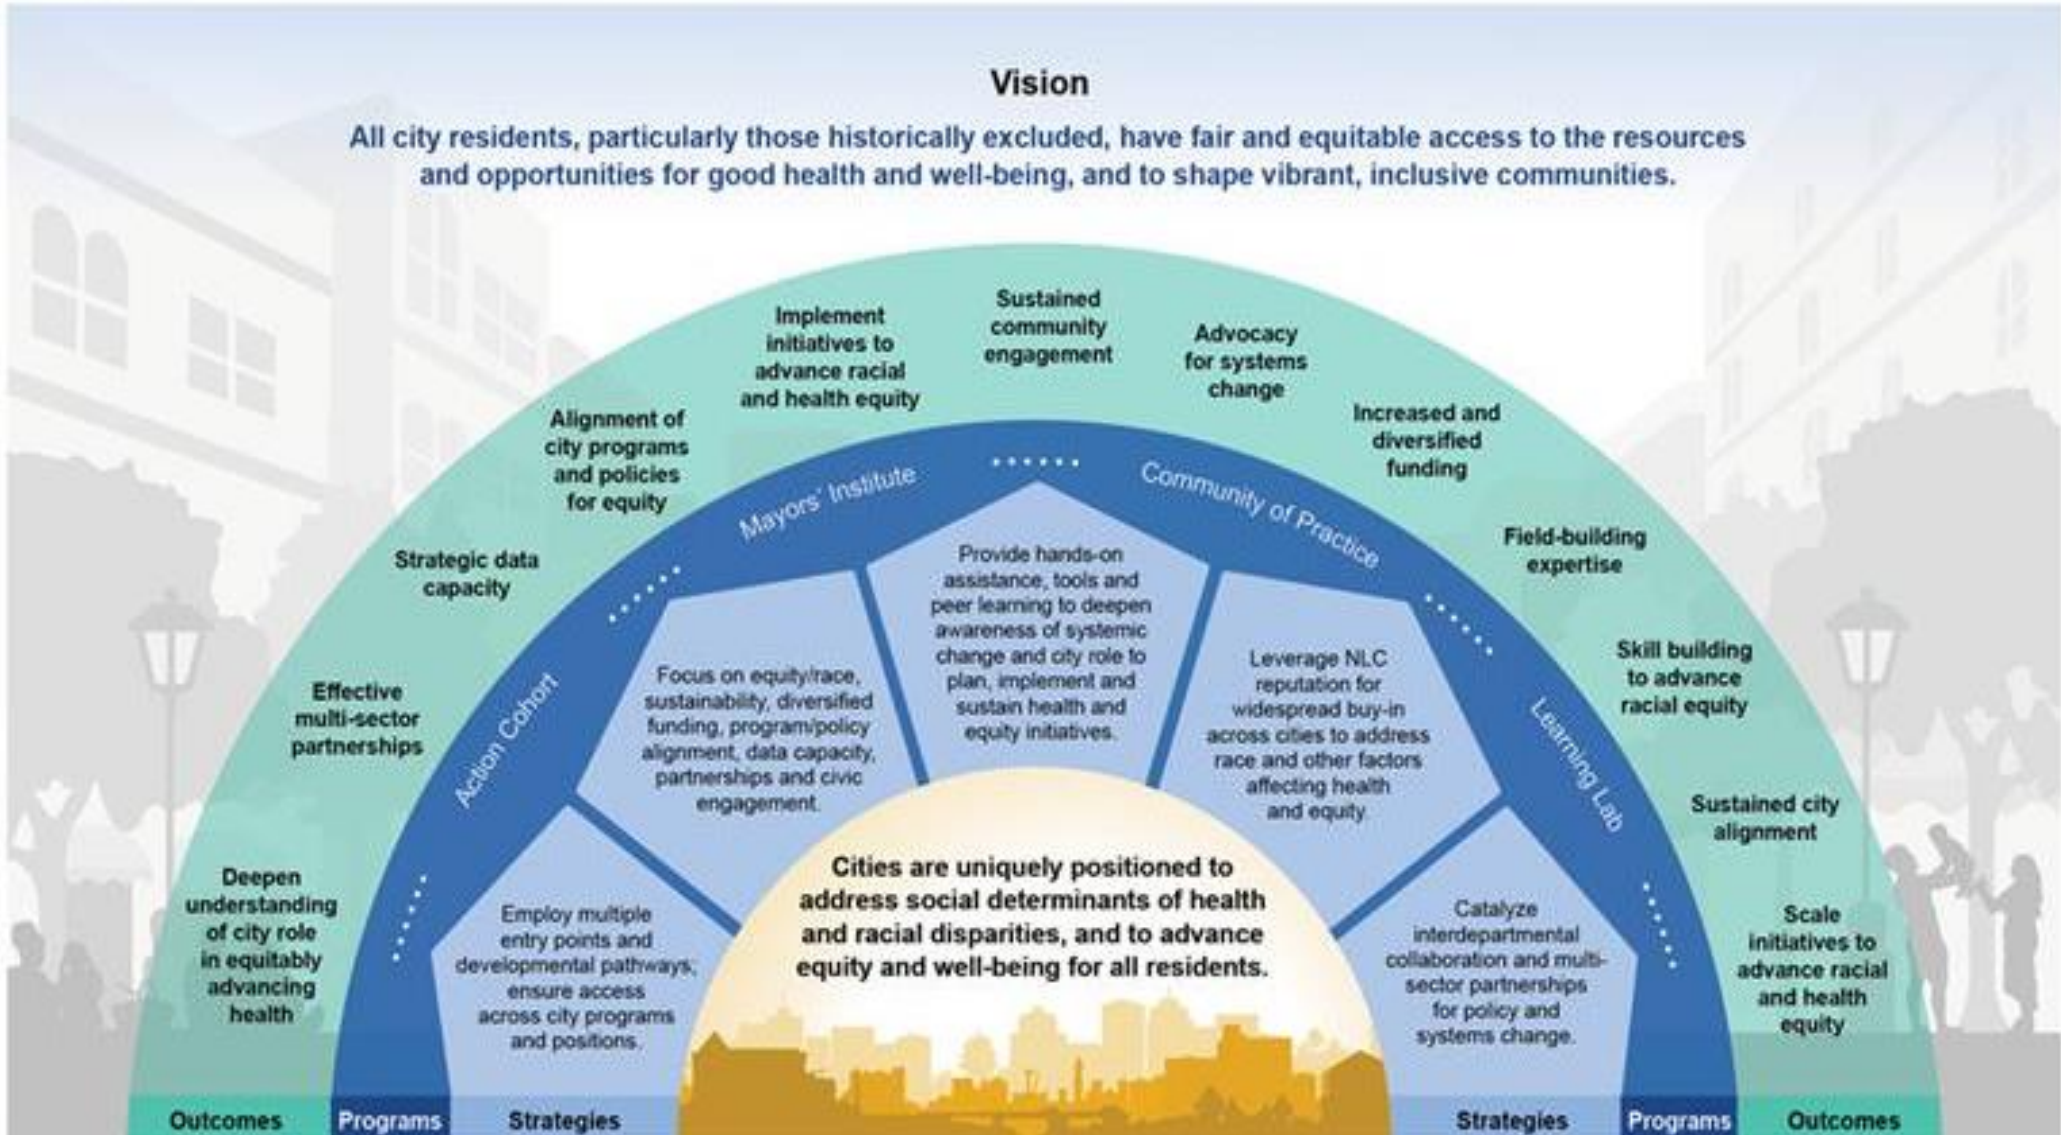 Vision
All city residents, particularly those historically excluded, have fair and equitable access to the resources
and opportunities for good health and well-being, and to shape vibrant, inclusive communities.
Deepen
understanding
of city role
in equitably
advancing
health
Effective
multi-sector
partnerships
Strategic data
capacity
Alignment of
city programs
and policies
for equity
Implement
initiatives to
advance racial
and health equity
Sustained
community
engagement
Advocacy
for systems
change
Increased and
diversified
funding
Field-building
expertise
Skill building
to advance
racial equity
Sustained city
alignment
Scale
initiatives to
advance racial
and health
equity
Action Cohort
Mayors' Institute
Community of Practice
Learning Lab
Employ multiple
entry points and
developmental pathways;
ensure access
across city programs
and positions.
Focus on equity/race,
sustainability, diversified
funding, program/policy
alignment, data capacity,
partnerships and civic
engagement.
Provide hands-on
assistance, tools and
peer learning to deepen
awareness of systemic
change and city role to
plan, implement and
sustain health and
equity initiatives.
Leverage NLC
reputation for
widespread buy-in
across cities to address
race and other factors
affecting health
and equity.
Catalyze
interdepartmental
collaboration and multi-
sector partnerships
for policy and
systems change.
Cities are uniquely positioned to
address social determinants of health
and racial disparities, and to advance
equity and well-being for all residents.
Outcomes
Programs
Strategies
Strategies
Programs
Outcomes